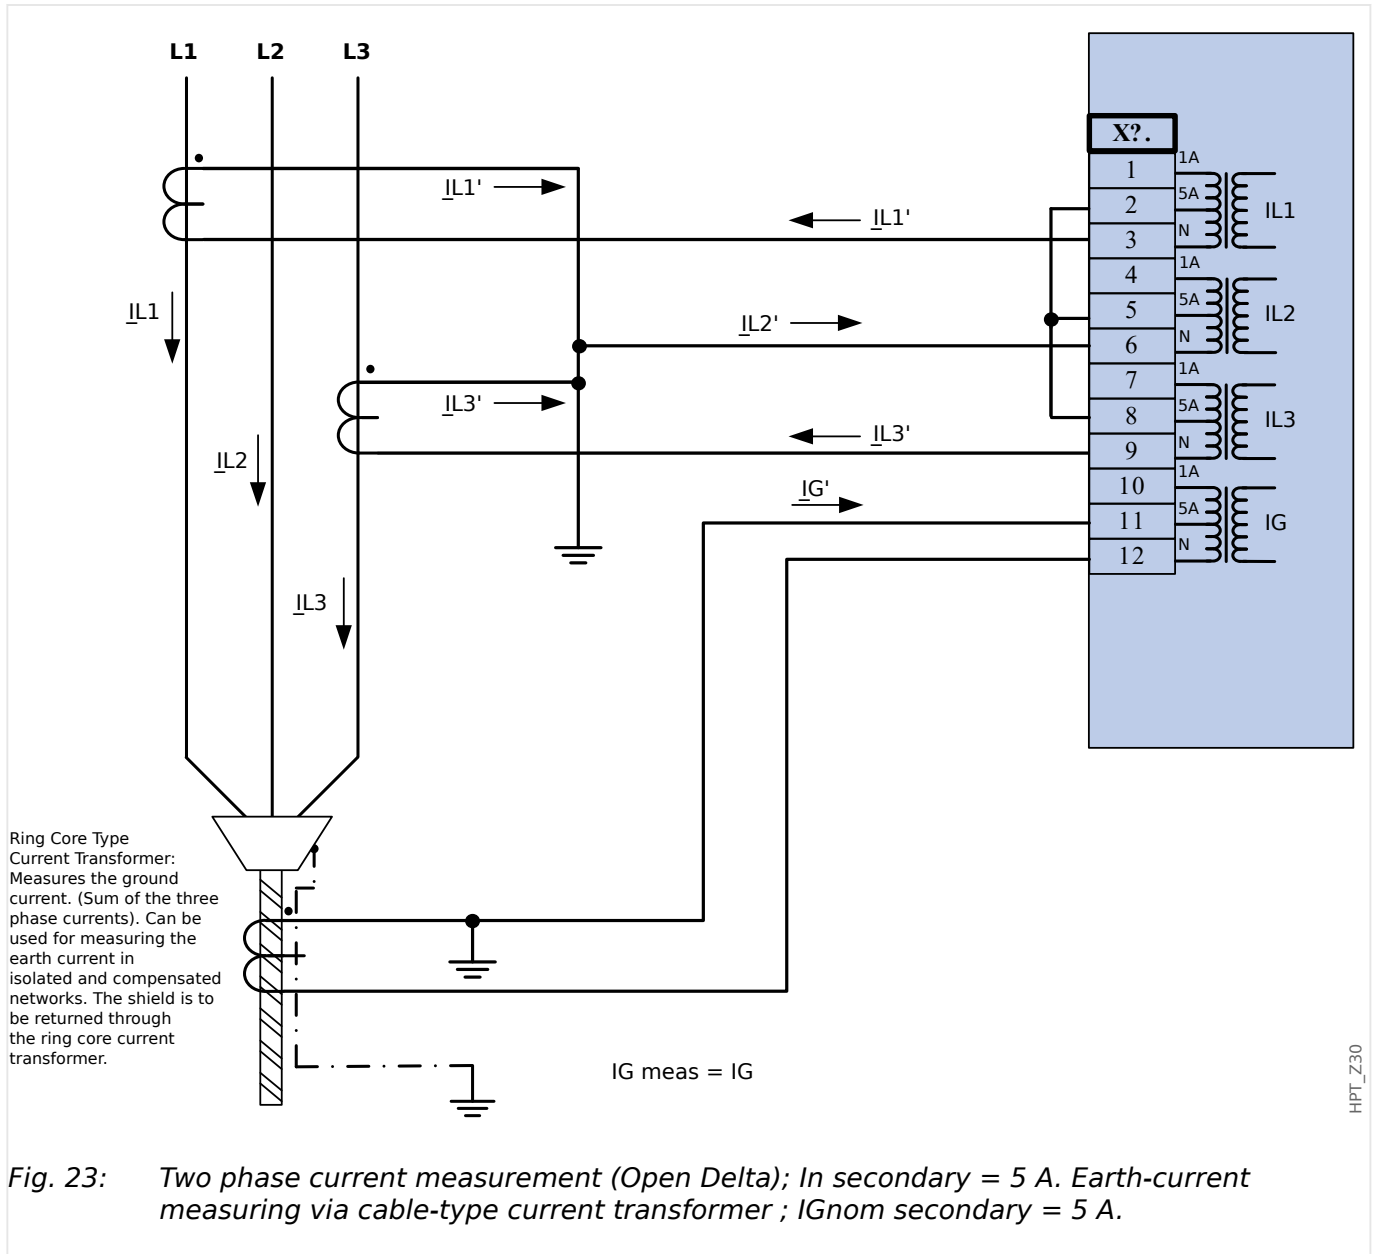 L1 L2 L3
X?.
1 1A
2 5A
3 N
IL1
4 1A
5 5A
6 N
IL2
7 1A
8 5A
9 N
IL3
10 1A
11 5A
12 N
IG
IL1'
IL1'
IL1
IL2'
IL3'
IL3'
IL2
IG'
IL3
Ring Core Type
Current Transformer:
Measures the ground
current. (Sum of the three
phase currents). Can be
used for measuring the
earth current in
isolated and compensated
networks. The shield is to
be returned through
the ring core current
transformer.
IG meas = IG
HPT_Z30
Fig. 23: Two phase current measurement (Open Delta); In secondary = 5 A. Earth-current
measuring via cable-type current transformer ; IGnom secondary = 5 A.